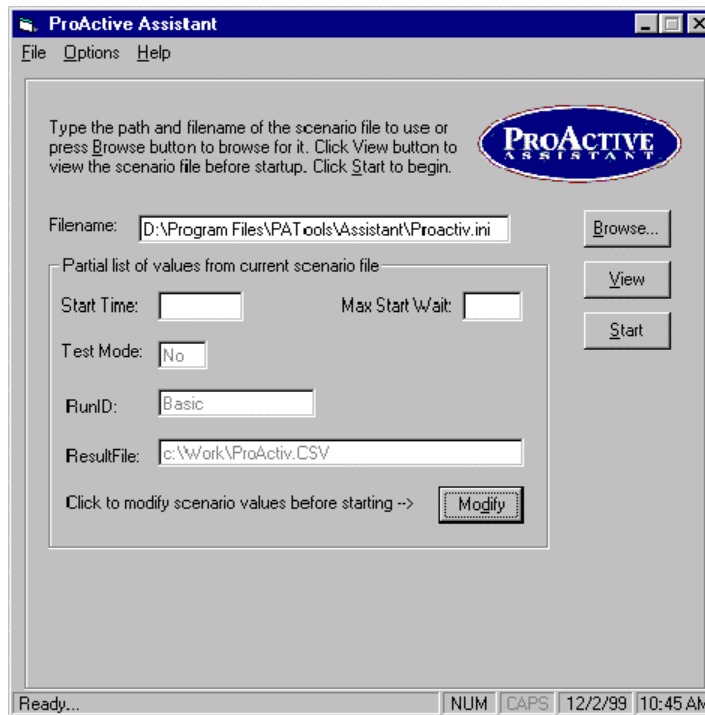 ProActive Assistant
File Options Help
Type the path and filename of the scenario file to use or
press Browse button to browse for it. Click View button to
view the scenario file before startup. Click Start to begin.
PROACTIVE
ASSISTANT
Filename: D:\Program Files\PATools\Assistant\Proactiv.ini Browse...
Partial list of values from current scenario file
View
Start Time: Max Start Wait:
Start
Test Mode: No
RunID: Basic
ResultFile: c:\Work\ProActiv.CSV
Click to modify scenario values before starting --> Modify
Ready... NUM CAPS 12/2/99 10:45 AM